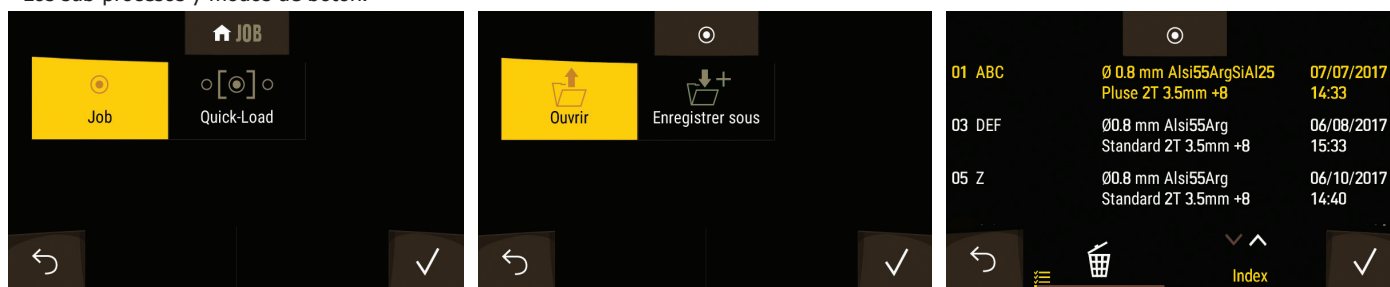 JOB
Job
Quick-Load
Ouvrir
Enregistrer sous
01 ABC Ø 0.8 mm Alsi55ArgSiAl25 07/07/2017
Pluse 2T 3.5mm +8 14:33
03 DEF Ø0.8 mm Alsi55Arg 06/08/2017
Standard 2T 3.5mm +8 15:33
05 Z Ø0.8 mm Alsi55Arg 06/10/2017
Standard 2T 3.5mm +8 14:40
Index